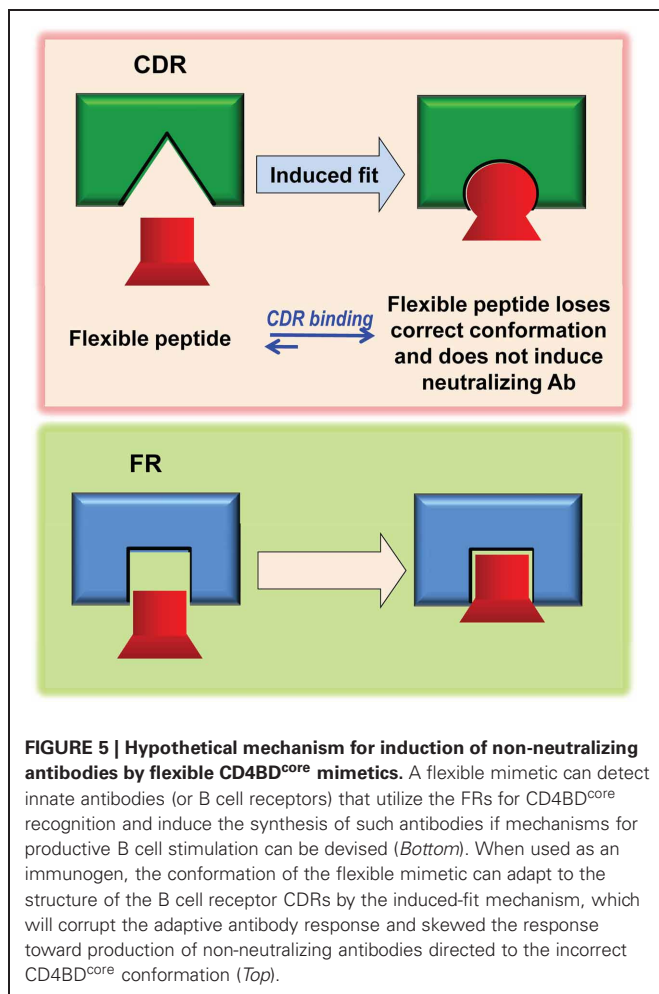 CDR
Induced fit
Flexible peptide
CDR binding
Flexible peptide loses
correct conformation
and does not induce
neutralizing Ab
FR
FIGURE 5 | Hypothetical mechanism for induction of non-neutralizing
antibodies by flexible CD4BDcore mimetics. A flexible mimetic can detect
innate antibodies (or B cell receptors) that utilize the FRs for CD4BDcore
recognition and induce the synthesis of such antibodies if mechanisms for
productive B cell stimulation can be devised (Bottom). When used as an
immunogen, the conformation of the flexible mimetic can adapt to the
structure of the B cell receptor CDRs by the induced-fit mechanism, which
will corrupt the adaptive antibody response and skewed the response
toward production of non-neutralizing antibodies directed to the incorrect
CD4BDcore conformation (Top).